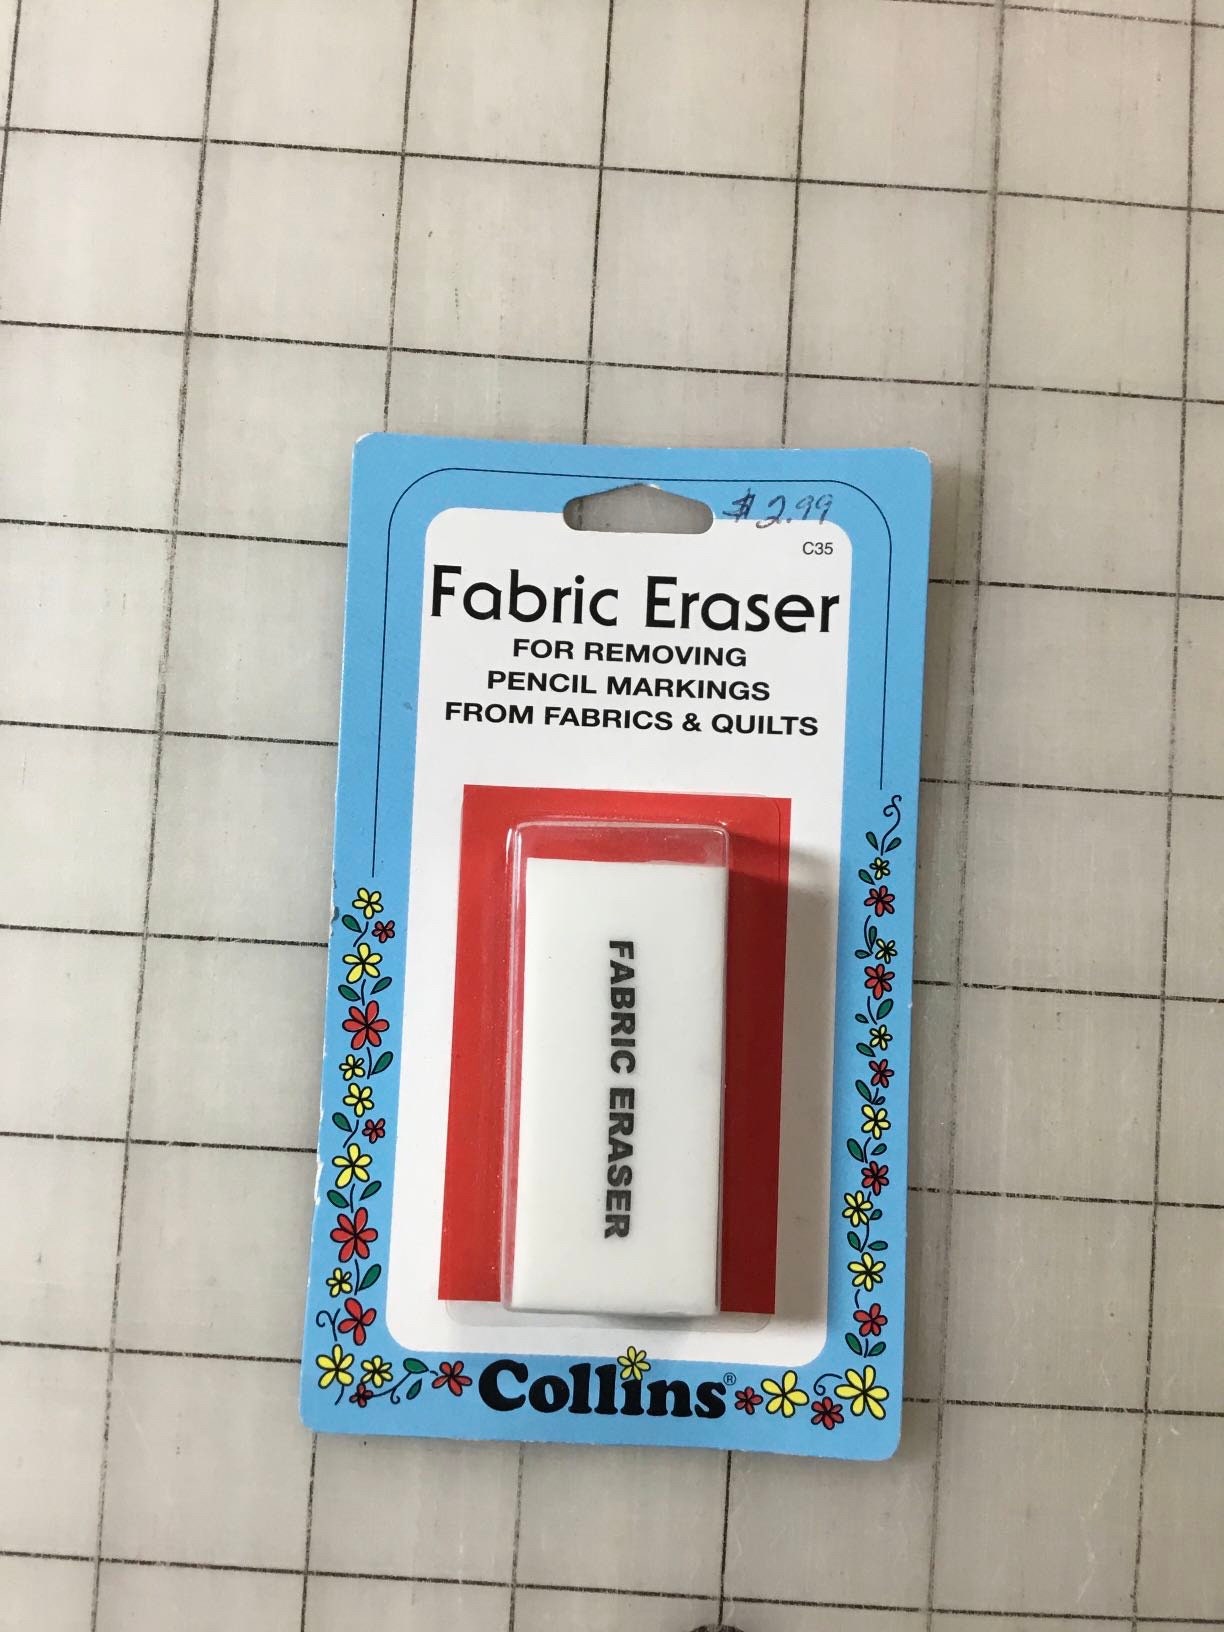 $2.99
C35
Fabric Eraser
FOR REMOVING
PENCIL MARKINGS
FROM FABRICS & QUILTS
FABRIC ERASER
Collins®